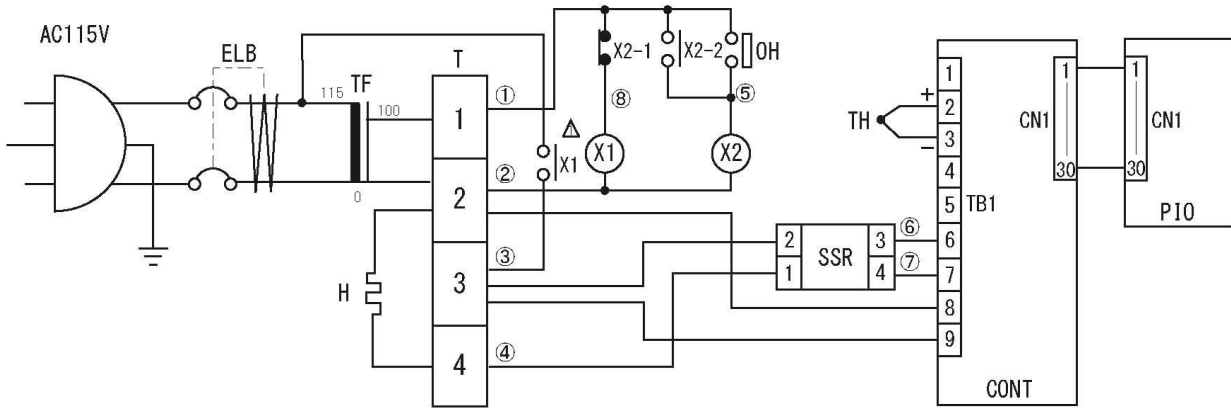 AC115V
ELB
TF
115
100
0
T
1
2
3
4
①
②
③
④
X1
⑧
X1
X2-1
X2-2
OH
⑤
X2
2
1
SSR
3
4
⑥
⑦
TH
+
−
1
2
3
4
5
6
7
8
9
TB1
CONT
CN1
1
30
1
30
CN1
PIO
H